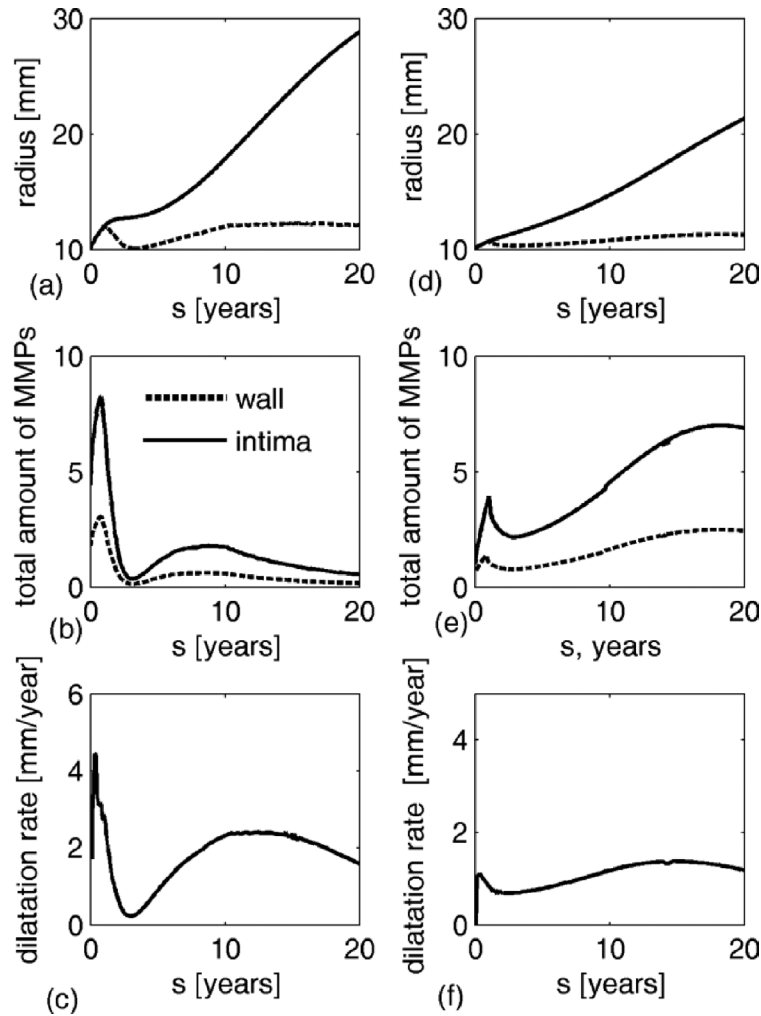 30
20
10
radius [mm]
0 10 20
(a)
s [years]
30
20
10
radius [mm]
0 10 20
(d)
s [years]
10
5
0
total amount of MMPs
wall
intima
0 10 20
(b)
s [years]
10
5
0
total amount of MMPs
0 10 20
(e)
s, years
6
4
2
0
dilatation rate [mm/year]
0 10 20
(c)
s [years]
4
2
0
dilatation rate [mm/year]
0 10 20
(f)
s [years]